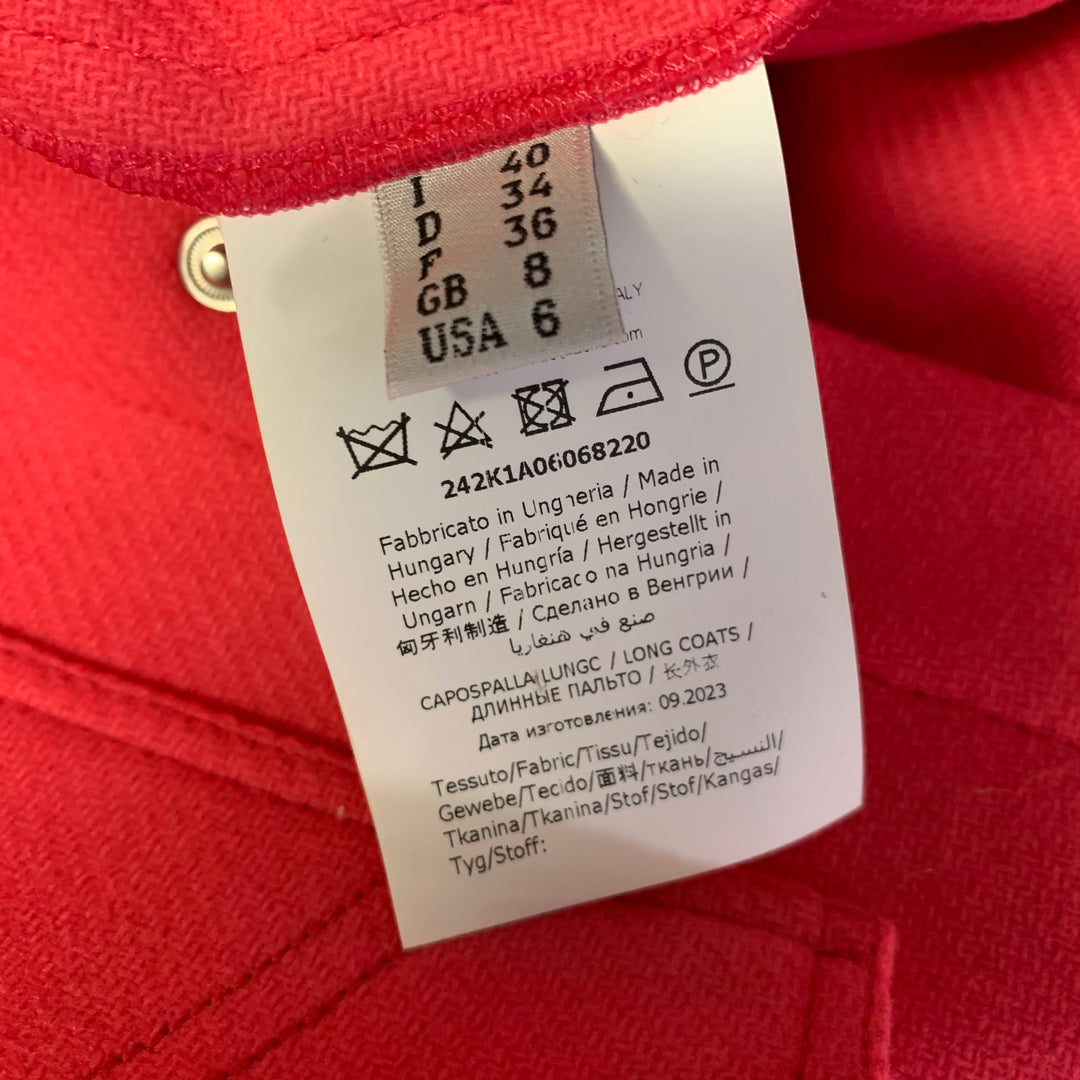 I 40
D 34
F 36
GB 8
USA 6
ALY
om
P
242K1A06068220
Fabbricato in Ungheria / Made in
Hungary / Fabriqué en Hongrie /
Hecho en Hungría / Hergestellt in
Ungarn / Fabricaco na Hungria /
匈牙利制造 / Сделано в Венгрии /
صنع في هنغاريا
CAPOSPALLA LUNGC / LONG COATS /
ДЛИННЫЕ ПАЛЬТО / 长外衣
Дата изготовления: 09.2023
Tessuto/Fabric/Tissu/Tejido/
Gewebe/Tecido/面料/ткань/النسيج/
Tkanina/Tkanina/Stof/Stof/Kangas/
Tyg/Stoff: